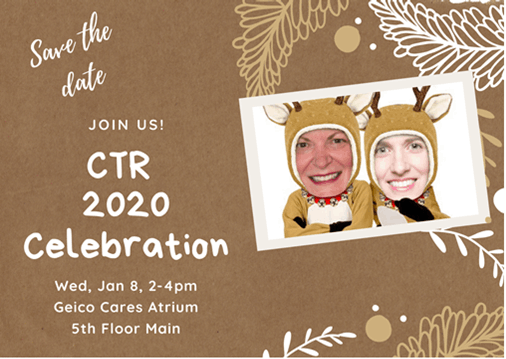 Save the
date
JOIN US!
CTR
2020
Celebration
Wed, Jan 8, 2-4pm
Geico Cares Atrium
5th Floor Main